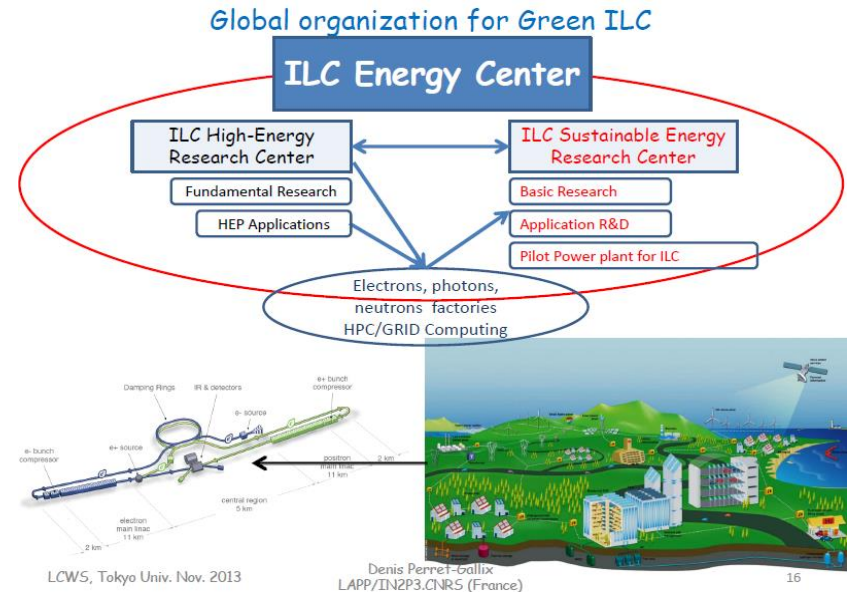 Global organization for Green ILC
ILC Energy Center
ILC High-Energy
Research Center
ILC Sustainable Energy
Research Center
Fundamental Research
HEP Applications
Basic Research
Application R&D
Pilot Power plant for ILC
Electrons, photons,
neutrons factories
HPC/GRID Computing
Damping Rings
IR & detectors
e+ bunch
compressor
e- source
e+ source
e- bunch
compressor
positron
main linac
11 km
2 km
central region
5 km
electron
main linac
11 km
2 km
LCWS, Tokyo Univ. Nov. 2013
Denis Perret-Gallix
LAPP/IN2P3.CNRS (France)
16